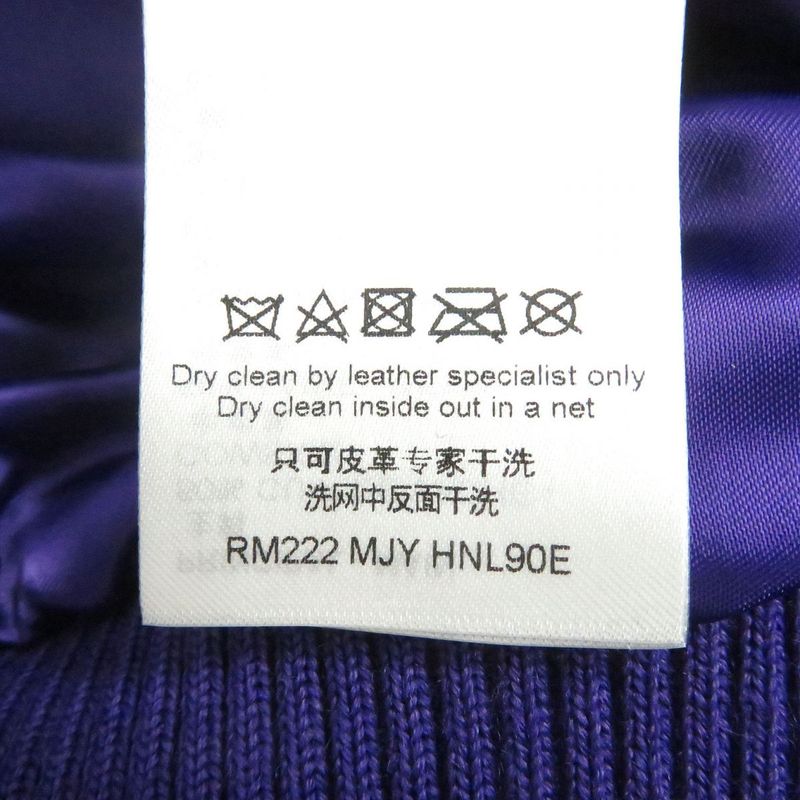 Dry clean by leather specialist only
Dry clean inside out in a net
只可皮革专家干洗
洗网中反面干洗
RM222 MJY HNL90E